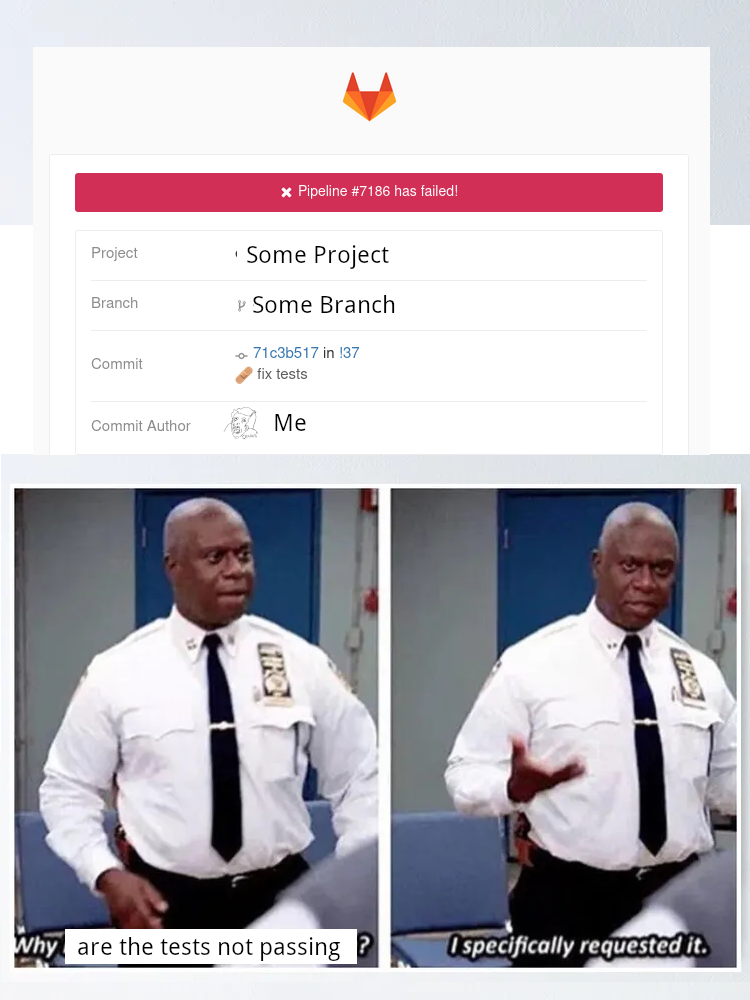 Pipeline #7186 has failed!
Project Some Project
Branch Some Branch
Commit 71c3b517 in !37
fix tests
Commit Author Me
Why are the tests not passing ?
I specifically requested it.